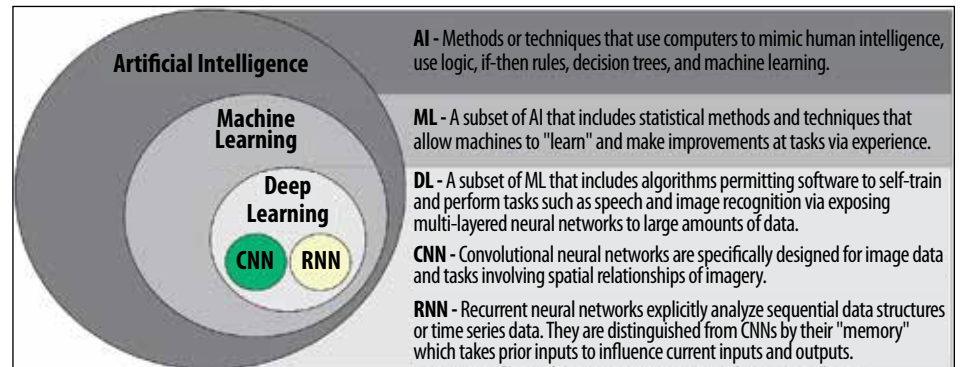 Artificial Intelligence
Machine
Learning
Deep
Learning
CNN
RNN
AI - Methods or techniques that use computers to mimic human intelligence,
use logic, if-then rules, decision trees, and machine learning.
ML - A subset of AI that includes statistical methods and techniques that
allow machines to "learn" and make improvements at tasks via experience.
DL - A subset of ML that includes algorithms permitting software to self-train
and perform tasks such as speech and image recognition via exposing
multi-layered neural networks to large amounts of data.
CNN - Convolutional neural networks are specifically designed for image data
and tasks involving spatial relationships of imagery.
RNN - Recurrent neural networks explicitly analyze sequential data structures
or time series data. They are distinguished from CNNs by their "memory"
which takes prior inputs to influence current inputs and outputs.